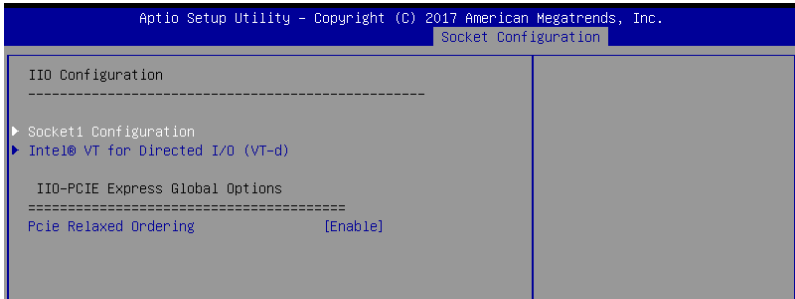 Aptio Setup Utility – Copyright (C) 2017 American Megatrends, Inc.
Socket Configuration
IIO Configuration
--------------------------------------------------
Socket1 Configuration
Intel® VT for Directed I/O (VT-d)
IIO-PCIE Express Global Options
========================================
Pcie Relaxed Ordering [Enable]